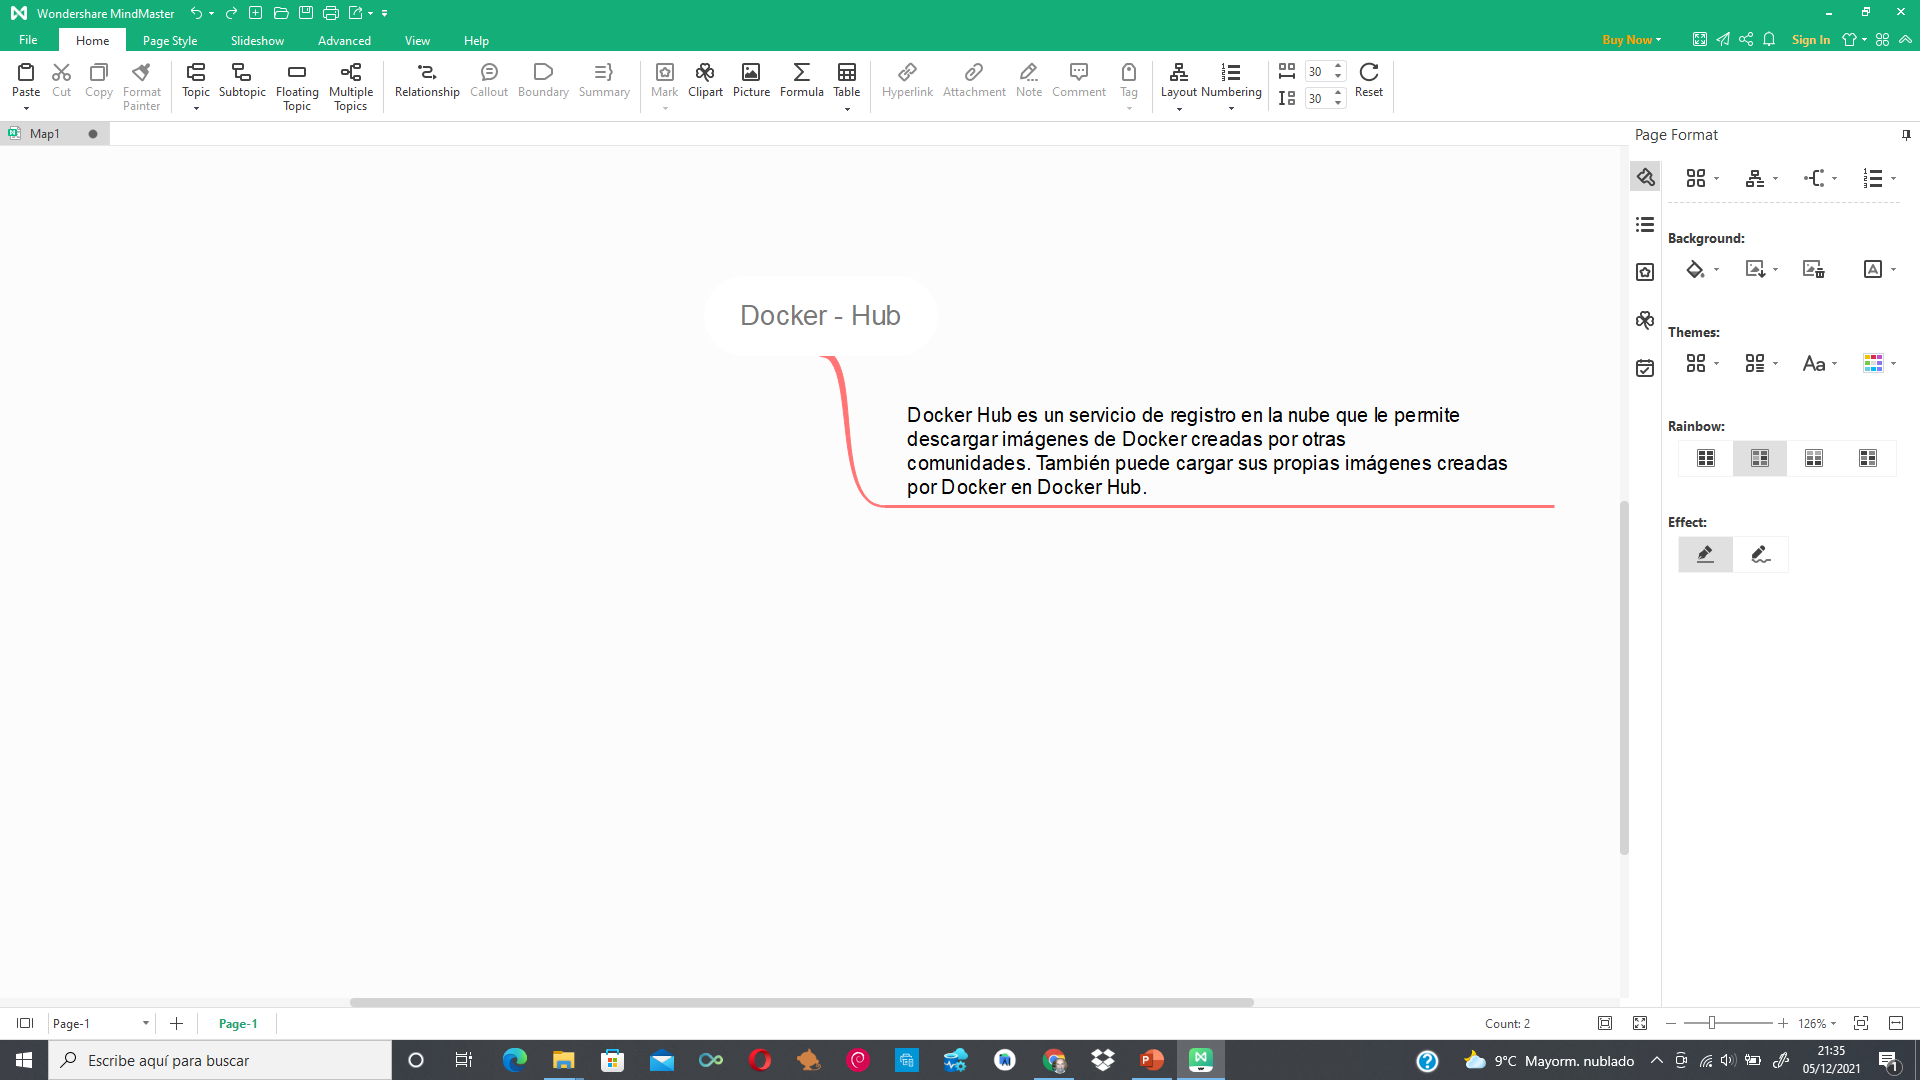 Wondershare MindMaster
File Home Page Style Slideshow Advanced View Help
Buy Now Sign In
Paste Cut Copy Format Painter Topic Subtopic Floating Topic Multiple Topics Relationship Callout Boundary Summary Mark Clipart Picture Formula Table Hyperlink Attachment Note Comment Tag Layout Numbering 30 30 Reset
Map1
Page Format
Background:
Themes:
Aa
Rainbow:
Effect:
Docker - Hub
Docker Hub es un servicio de registro en la nube que le permite
descargar imágenes de Docker creadas por otras
comunidades. También puede cargar sus propias imágenes creadas
por Docker en Docker Hub.
Page-1 Page-1 Count: 2 126%
Escribe aquí para buscar
9°C Mayorm. nublado
21:35
05/12/2021
1